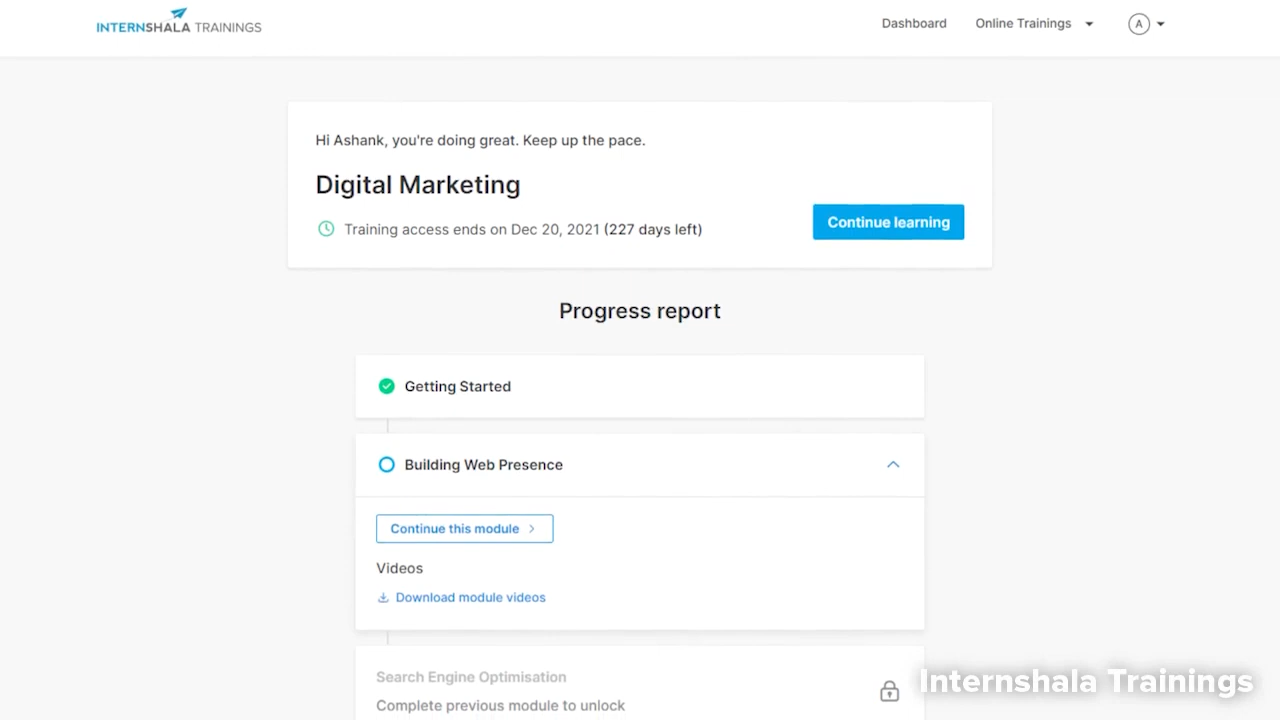 INTERNSHALA TRAININGS
Dashboard
Online Trainings
A
Hi Ashank, you're doing great. Keep up the pace.
Digital Marketing
Training access ends on Dec 20, 2021 (227 days left)
Continue learning
Progress report
Getting Started
Building Web Presence
Continue this module
Videos
Download module videos
Search Engine Optimisation
Complete previous module to unlock
Internshala Trainings